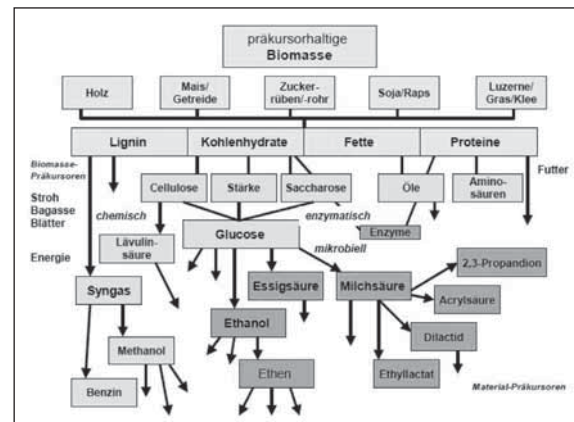 präkursorhaltige
Biomasse
Holz
Mais/
Getreide
Zucker-
rüben/-rohr
Soja/Raps
Luzerne/
Gras/Klee
Lignin
Kohlenhydrate
Fette
Proteine
Biomasse-
Präkursoren
Futter
Stroh
Bagasse
Blätter
chemisch
Cellulose
Stärke
Saccharose
Öle
Amino-
säuren
enzymatisch
Enzyme
Glucose
mikrobiell
Energie
Lävulin-
säure
Syngas
Essigsäure
Milchsäure
2,3-Propandion
Acrylsäure
Ethanol
Dilactid
Methanol
Ethen
Ethyllactat
Benzin
Material-Präkursoren